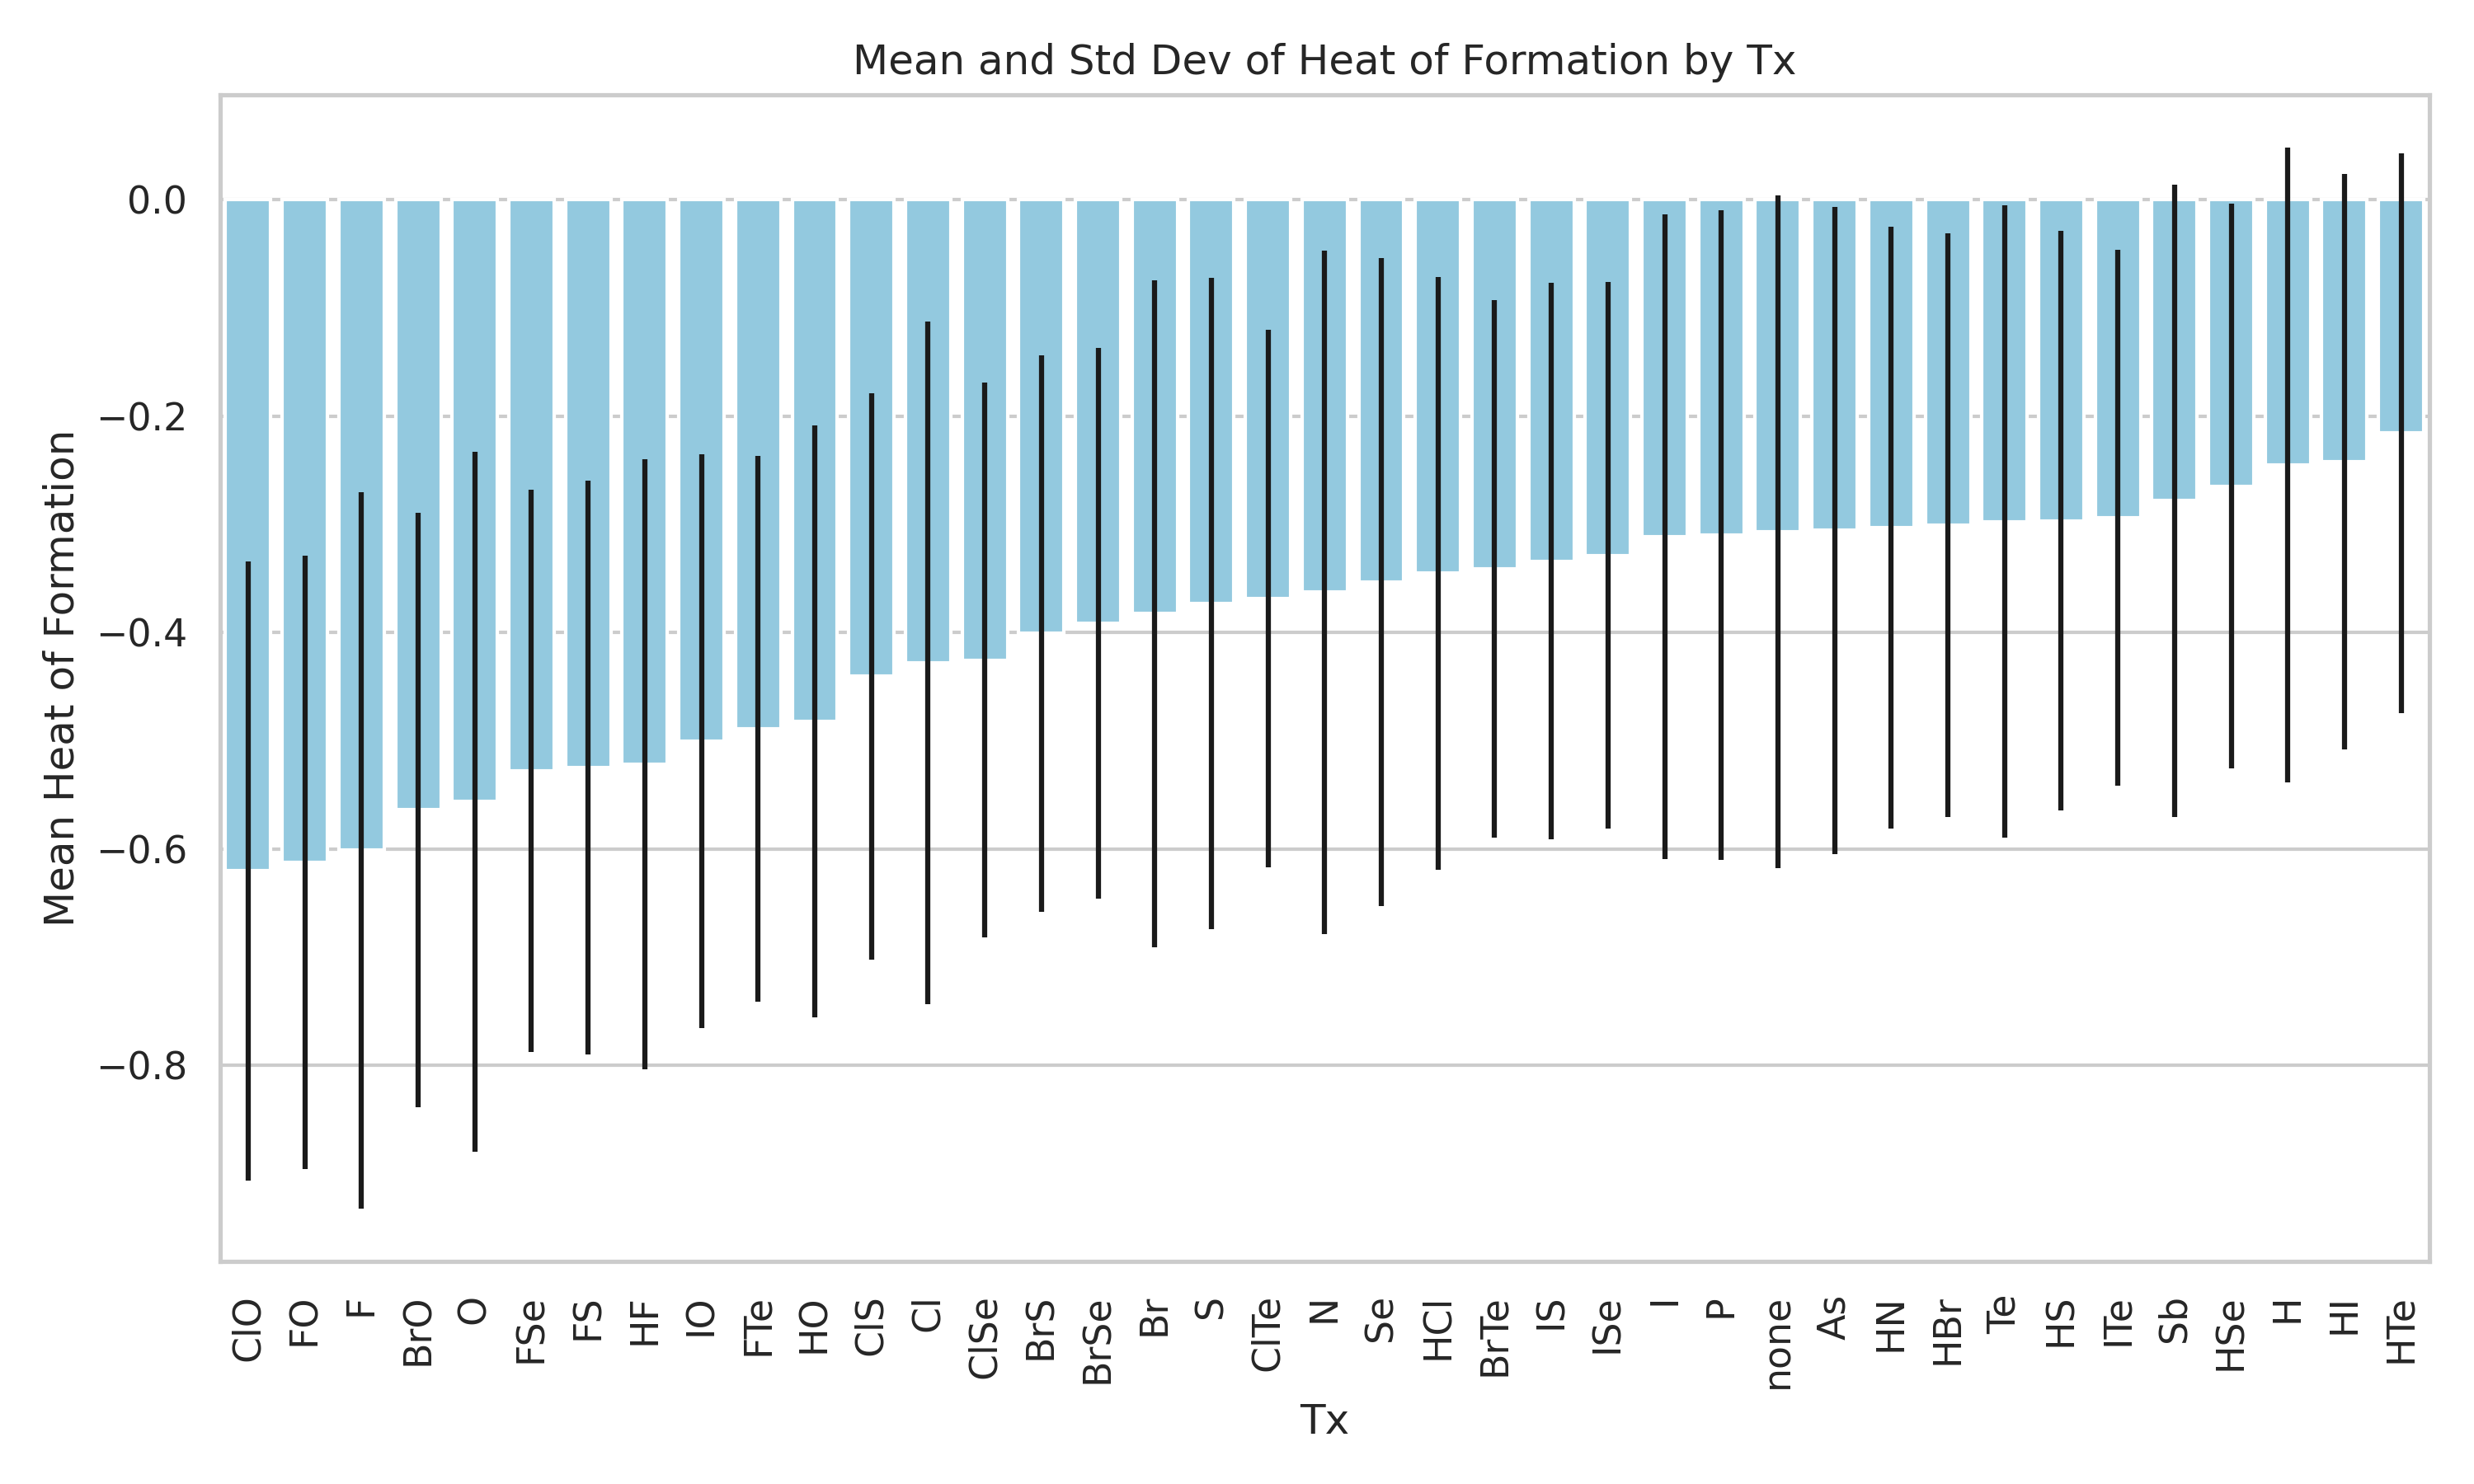 Mean and Std Dev of Heat of Formation by Tx
Mean Heat of Formation
0.0
−0.2
−0.4
−0.6
−0.8
ClO
FO
F
BrO
O
FSe
FS
HF
IO
FTe
HO
ClS
Cl
ClSe
BrS
BrSe
Br
S
ClTe
N
Se
HCl
BrTe
IS
ISe
I
P
none
As
HN
HBr
Te
HS
ITe
Sb
HSe
H
HI
HTe
Tx